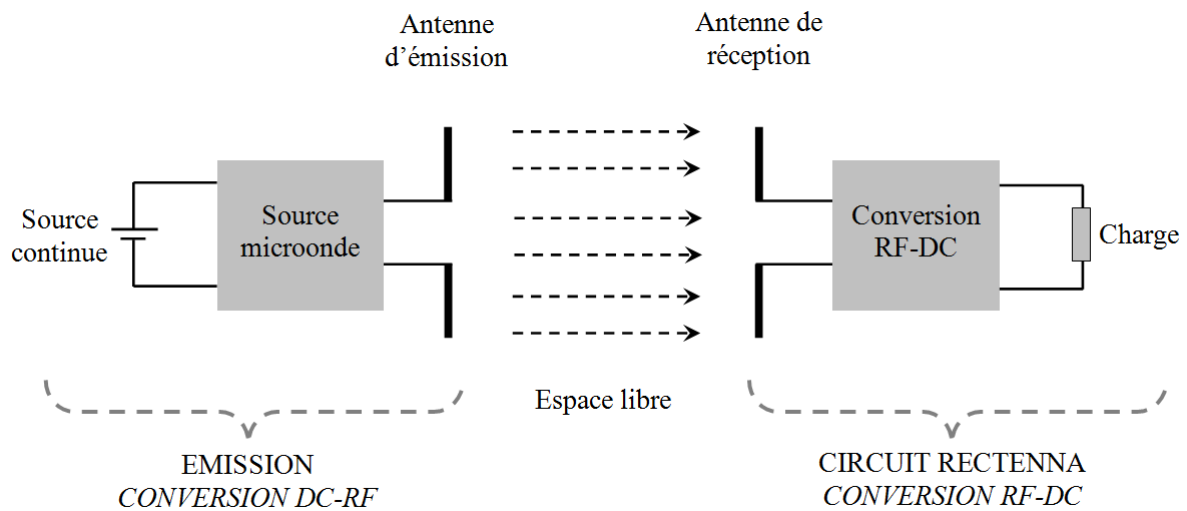 Antenne
d'émission
Antenne de
réception
Source
continue
Source
microonde
Conversion
RF-DC
Charge
Espace libre
EMISSION
CONVERSION DC-RF
CIRCUIT RECTENNA
CONVERSION RF-DC